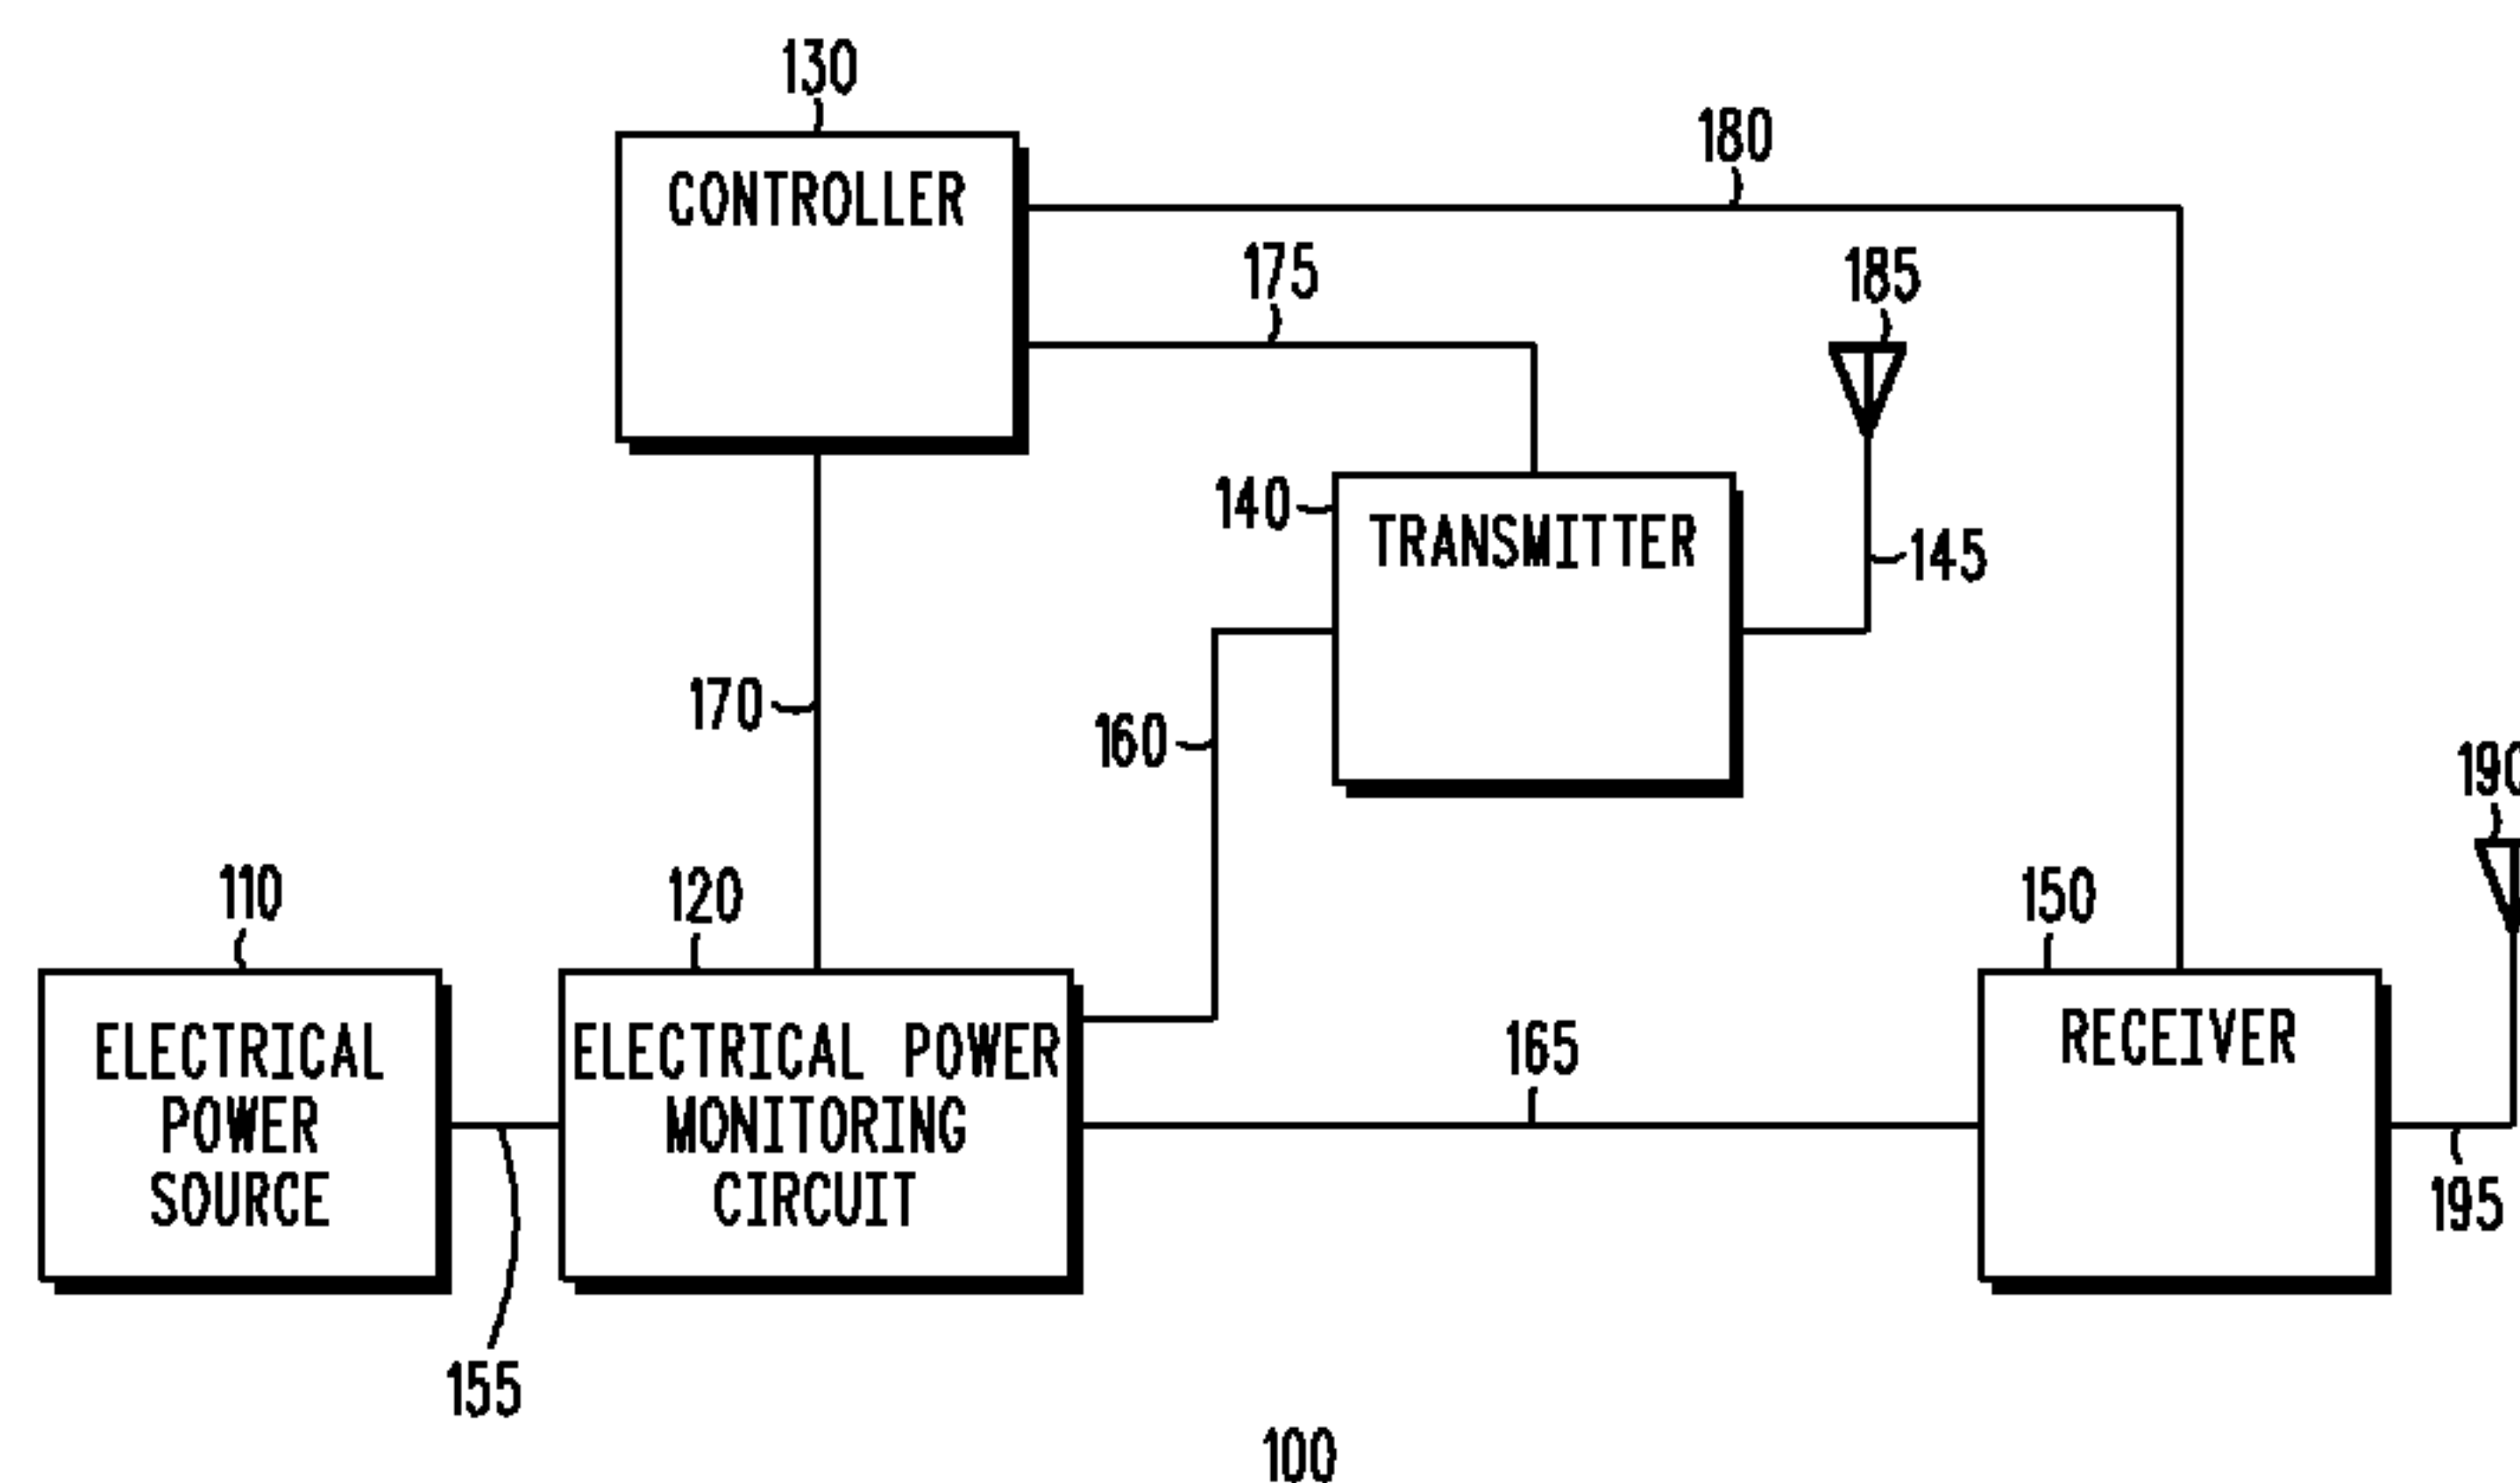 130
CONTROLLER
180
175
185
140
TRANSMITTER
145
170
160
190
110
120
150
ELECTRICAL
POWER
SOURCE
ELECTRICAL POWER
MONITORING
CIRCUIT
165
RECEIVER
195
155
100